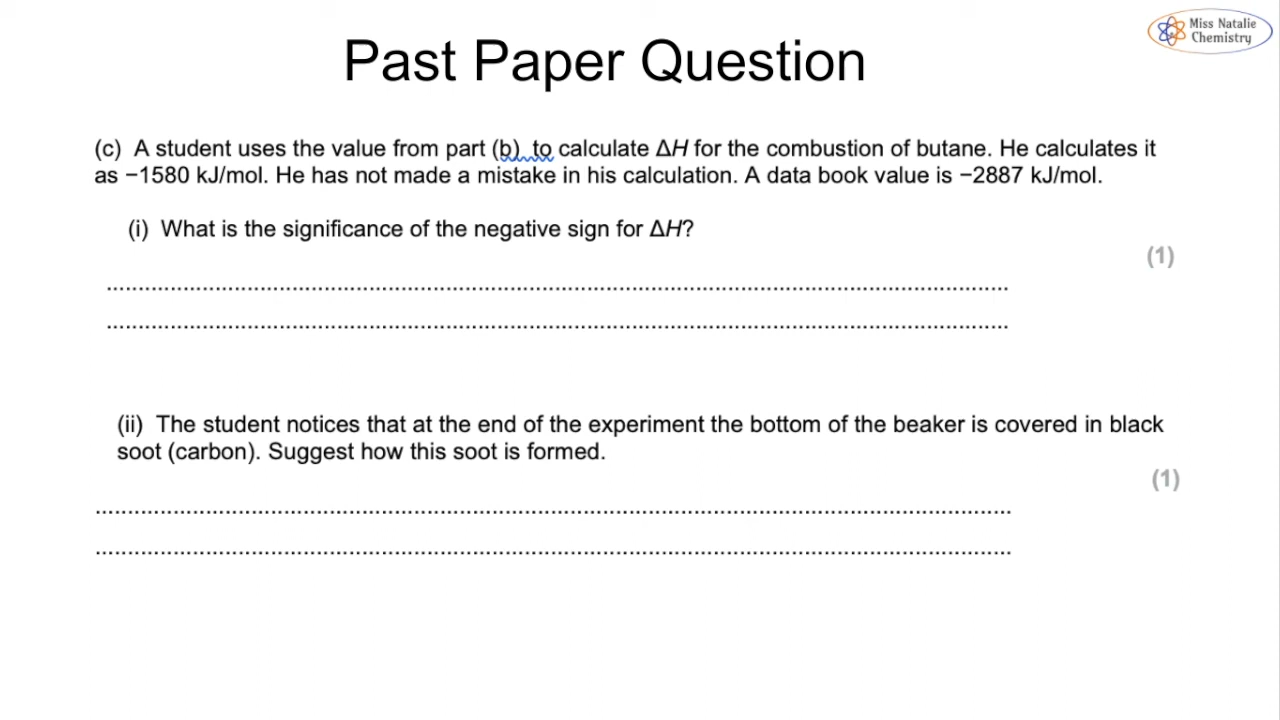 Miss Natalie
Chemistry
Past Paper Question
(c) A student uses the value from part (b) to calculate ΔH for the combustion of butane. He calculates it
as −1580 kJ/mol. He has not made a mistake in his calculation. A data book value is −2887 kJ/mol.
(i) What is the significance of the negative sign for ΔH?
(1)
(ii) The student notices that at the end of the experiment the bottom of the beaker is covered in black
soot (carbon). Suggest how this soot is formed.
(1)